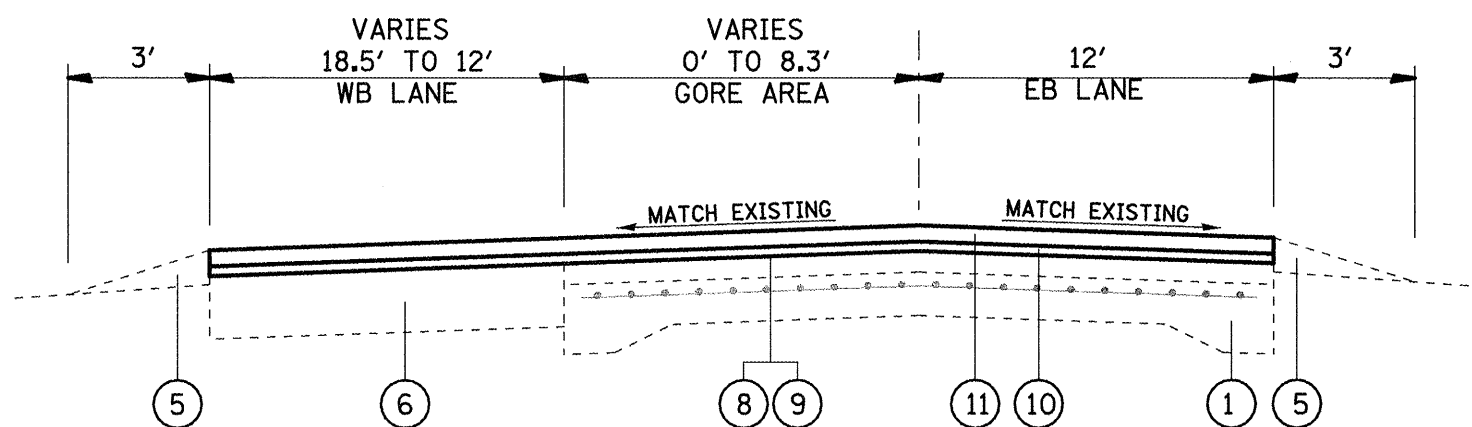 3'
VARIES
18.5' TO 12'
WB LANE
VARIES
0' TO 8.3'
GORE AREA
12'
EB LANE
3'
MATCH EXISTING
MATCH EXISTING
5
6
8
9
11
10
1
5